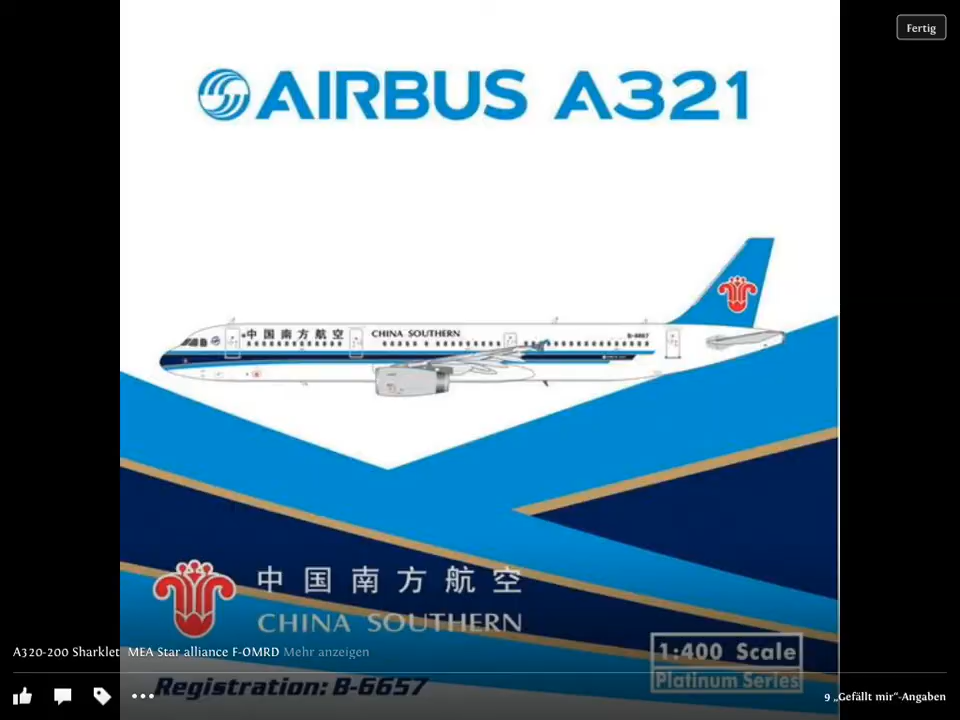 Fertig
AIRBUS A321
中国南方航空 CHINA SOUTHERN B-6657
中国南方航空
CHINA SOUTHERN
A320-200 Sharklet MEA Star alliance F-OMRD Mehr anzeigen
1:400 Scale
Platinum Series
Registration: B-6657
9 „Gefällt mir“-Angaben